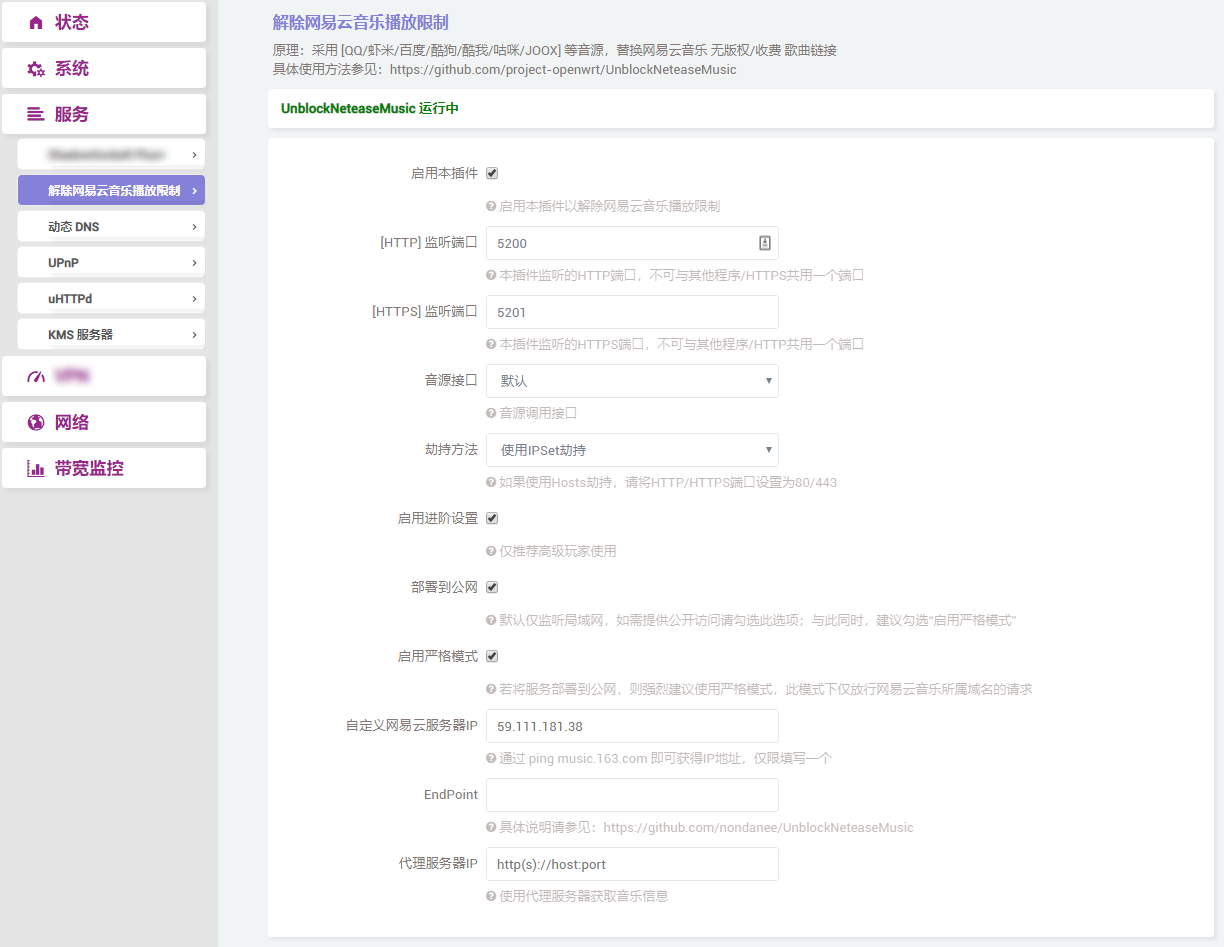 状态
系统
服务
解除网易云音乐播放限制
动态 DNS
UPnP
uHTTPd
KMS 服务器
网络
带宽监控
解除网易云音乐播放限制
原理：采用 [QQ/虾米/百度/酷狗/酷我/咕咪/JOOX] 等音源，替换网易云音乐 无版权/收费 歌曲链接
具体使用方法参见：https://github.com/project-openwrt/UnblockNeteaseMusic
UnblockNeteaseMusic 运行中
启用本插件
启用本插件以解除网易云音乐播放限制
[HTTP] 监听端口 5200
本插件监听的HTTP端口，不可与其他程序/HTTPS共用一个端口
[HTTPS] 监听端口 5201
本插件监听的HTTPS端口，不可与其他程序/HTTP共用一个端口
音源接口 默认
音源调用接口
劫持方法 使用IPSet劫持
如果使用Hosts劫持，请将HTTP/HTTPS端口设置为80/443
启用进阶设置
仅推荐高级玩家使用
部署到公网
默认仅监听局域网，如需提供公开访问请勾选此选项；与此同时，建议勾选“启用严格模式”
启用严格模式
若将服务部署到公网，则强烈建议使用严格模式，此模式下仅放行网易云音乐所属域名的请求
自定义网易云服务器IP 59.111.181.38
通过 ping music.163.com 即可获得IP地址，仅限填写一个
EndPoint
具体说明请参见：https://github.com/nondanee/UnblockNeteaseMusic
代理服务器IP http(s)://host:port
使用代理服务器获取音乐信息